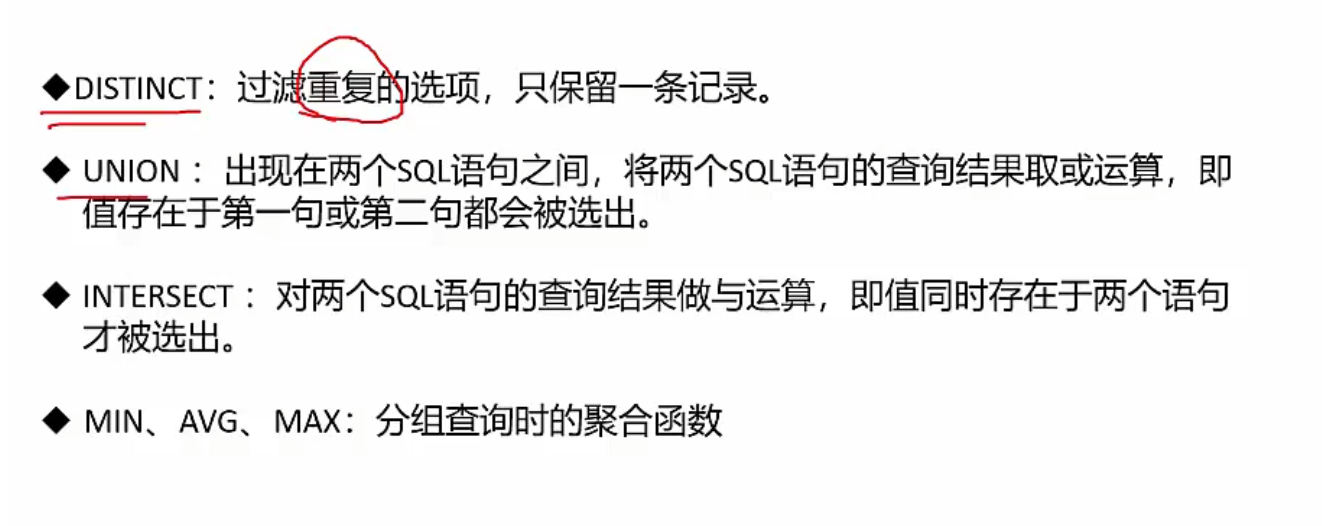 ◆DISTINCT：过滤重复的选项，只保留一条记录。
◆ UNION ：出现在两个SQL语句之间，将两个SQL语句的查询结果取或运算，即
值存在于第一句或第二句都会被选出。
◆ INTERSECT ：对两个SQL语句的查询结果做与运算，即值同时存在于两个语句
才被选出。
◆ MIN、AVG、MAX：分组查询时的聚合函数